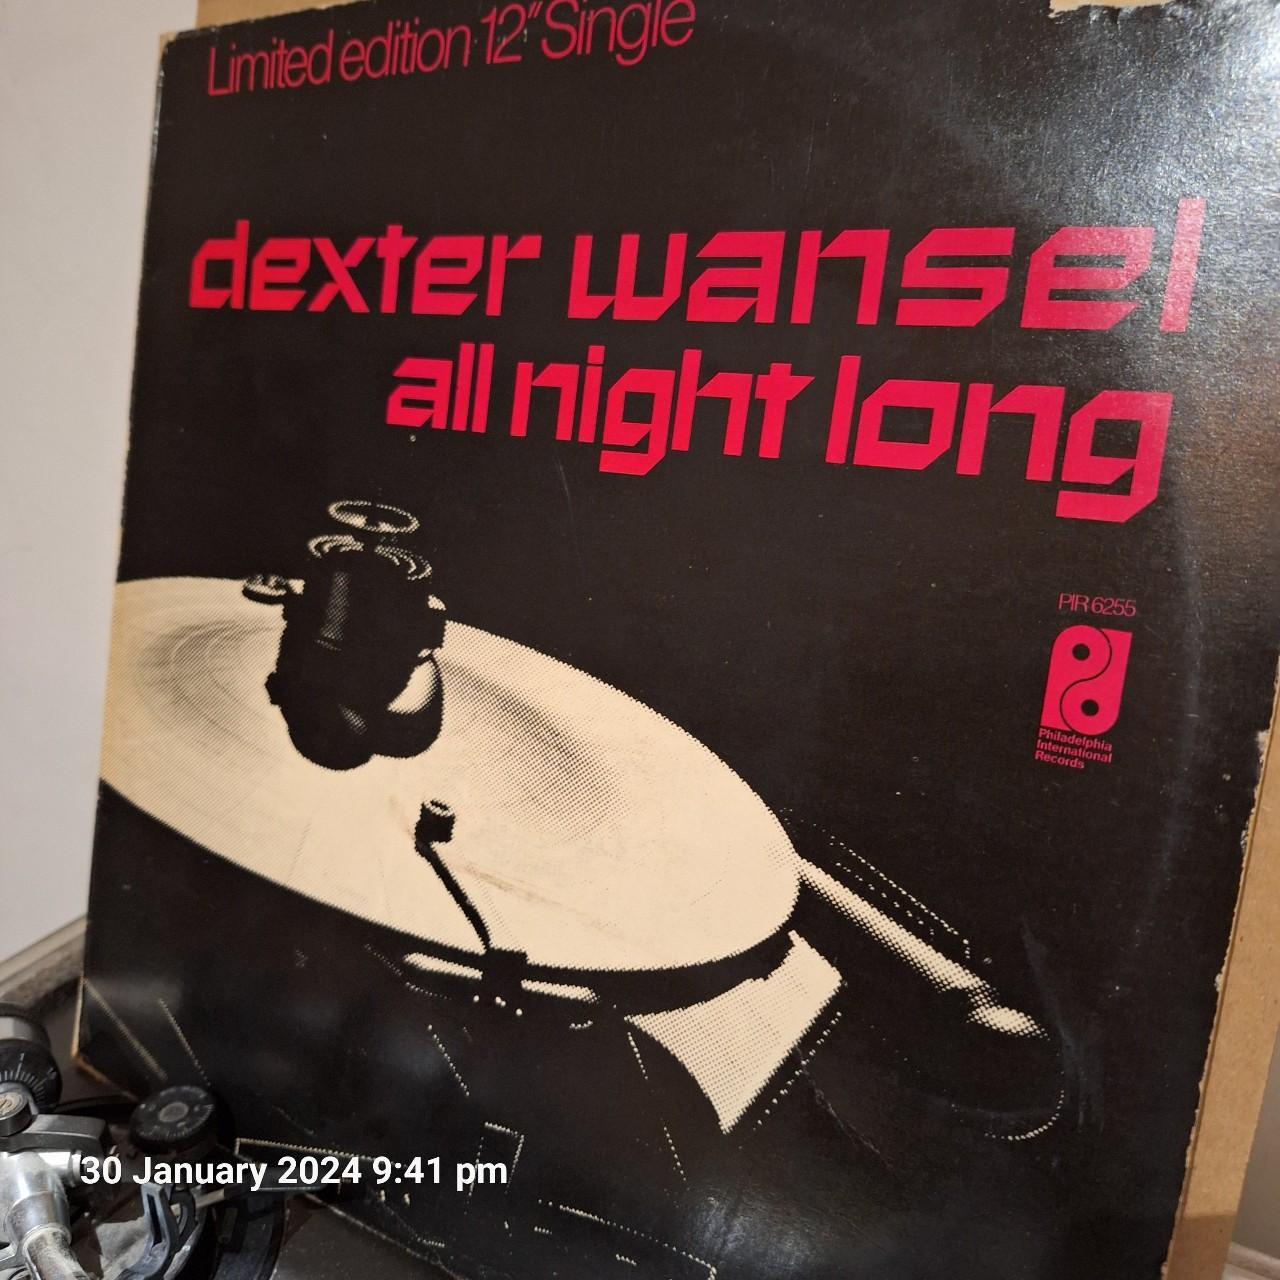 Limited edition 12" Single
dexter wansel
all night long
PIR 6255
Philadelphia
International
Records
30 January 2024 9:41 pm